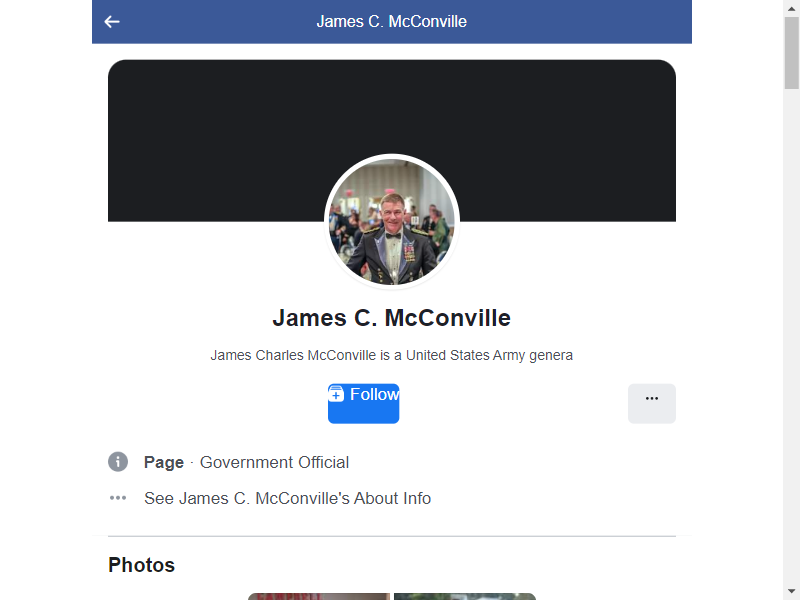 James C. McConville
James C. McConville
James Charles McConville is a United States Army genera
Follow
Page · Government Official
See James C. McConville's About Info
Photos